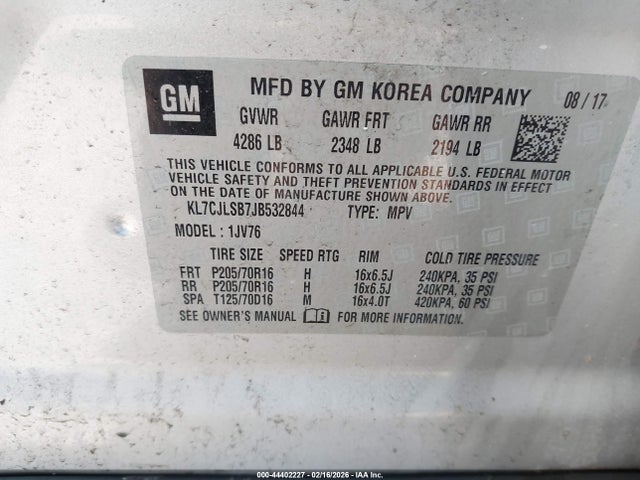 GM
MFD BY GM KOREA COMPANY 08 / 17
GVWR GAWR FRT GAWR RR
4286 LB 2348 LB 2194 LB
THIS VEHICLE CONFORMS TO ALL APPLICABLE U.S. FEDERAL MOTOR
VEHICLE SAFETY AND THEFT PREVENTION STANDARDS IN EFFECT
ON THE DATE OF MANUFACTURE SHOWN ABOVE.
KL7CJLSB7JB532844 TYPE: MPV
MODEL : 1JV76
TIRE SIZE SPEED RTG RIM COLD TIRE PRESSURE
FRT P205/70R16 H 16x6.5J 240KPA, 35 PSI
RR P205/70R16 H 16x6.5J 240KPA, 35 PSI
SPA T125/70D16 M 16x4.0T 420KPA, 60 PSI
SEE OWNER'S MANUAL FOR MORE INFORMATION.
000-44402227 - 02/16/2026 - IAA Inc.